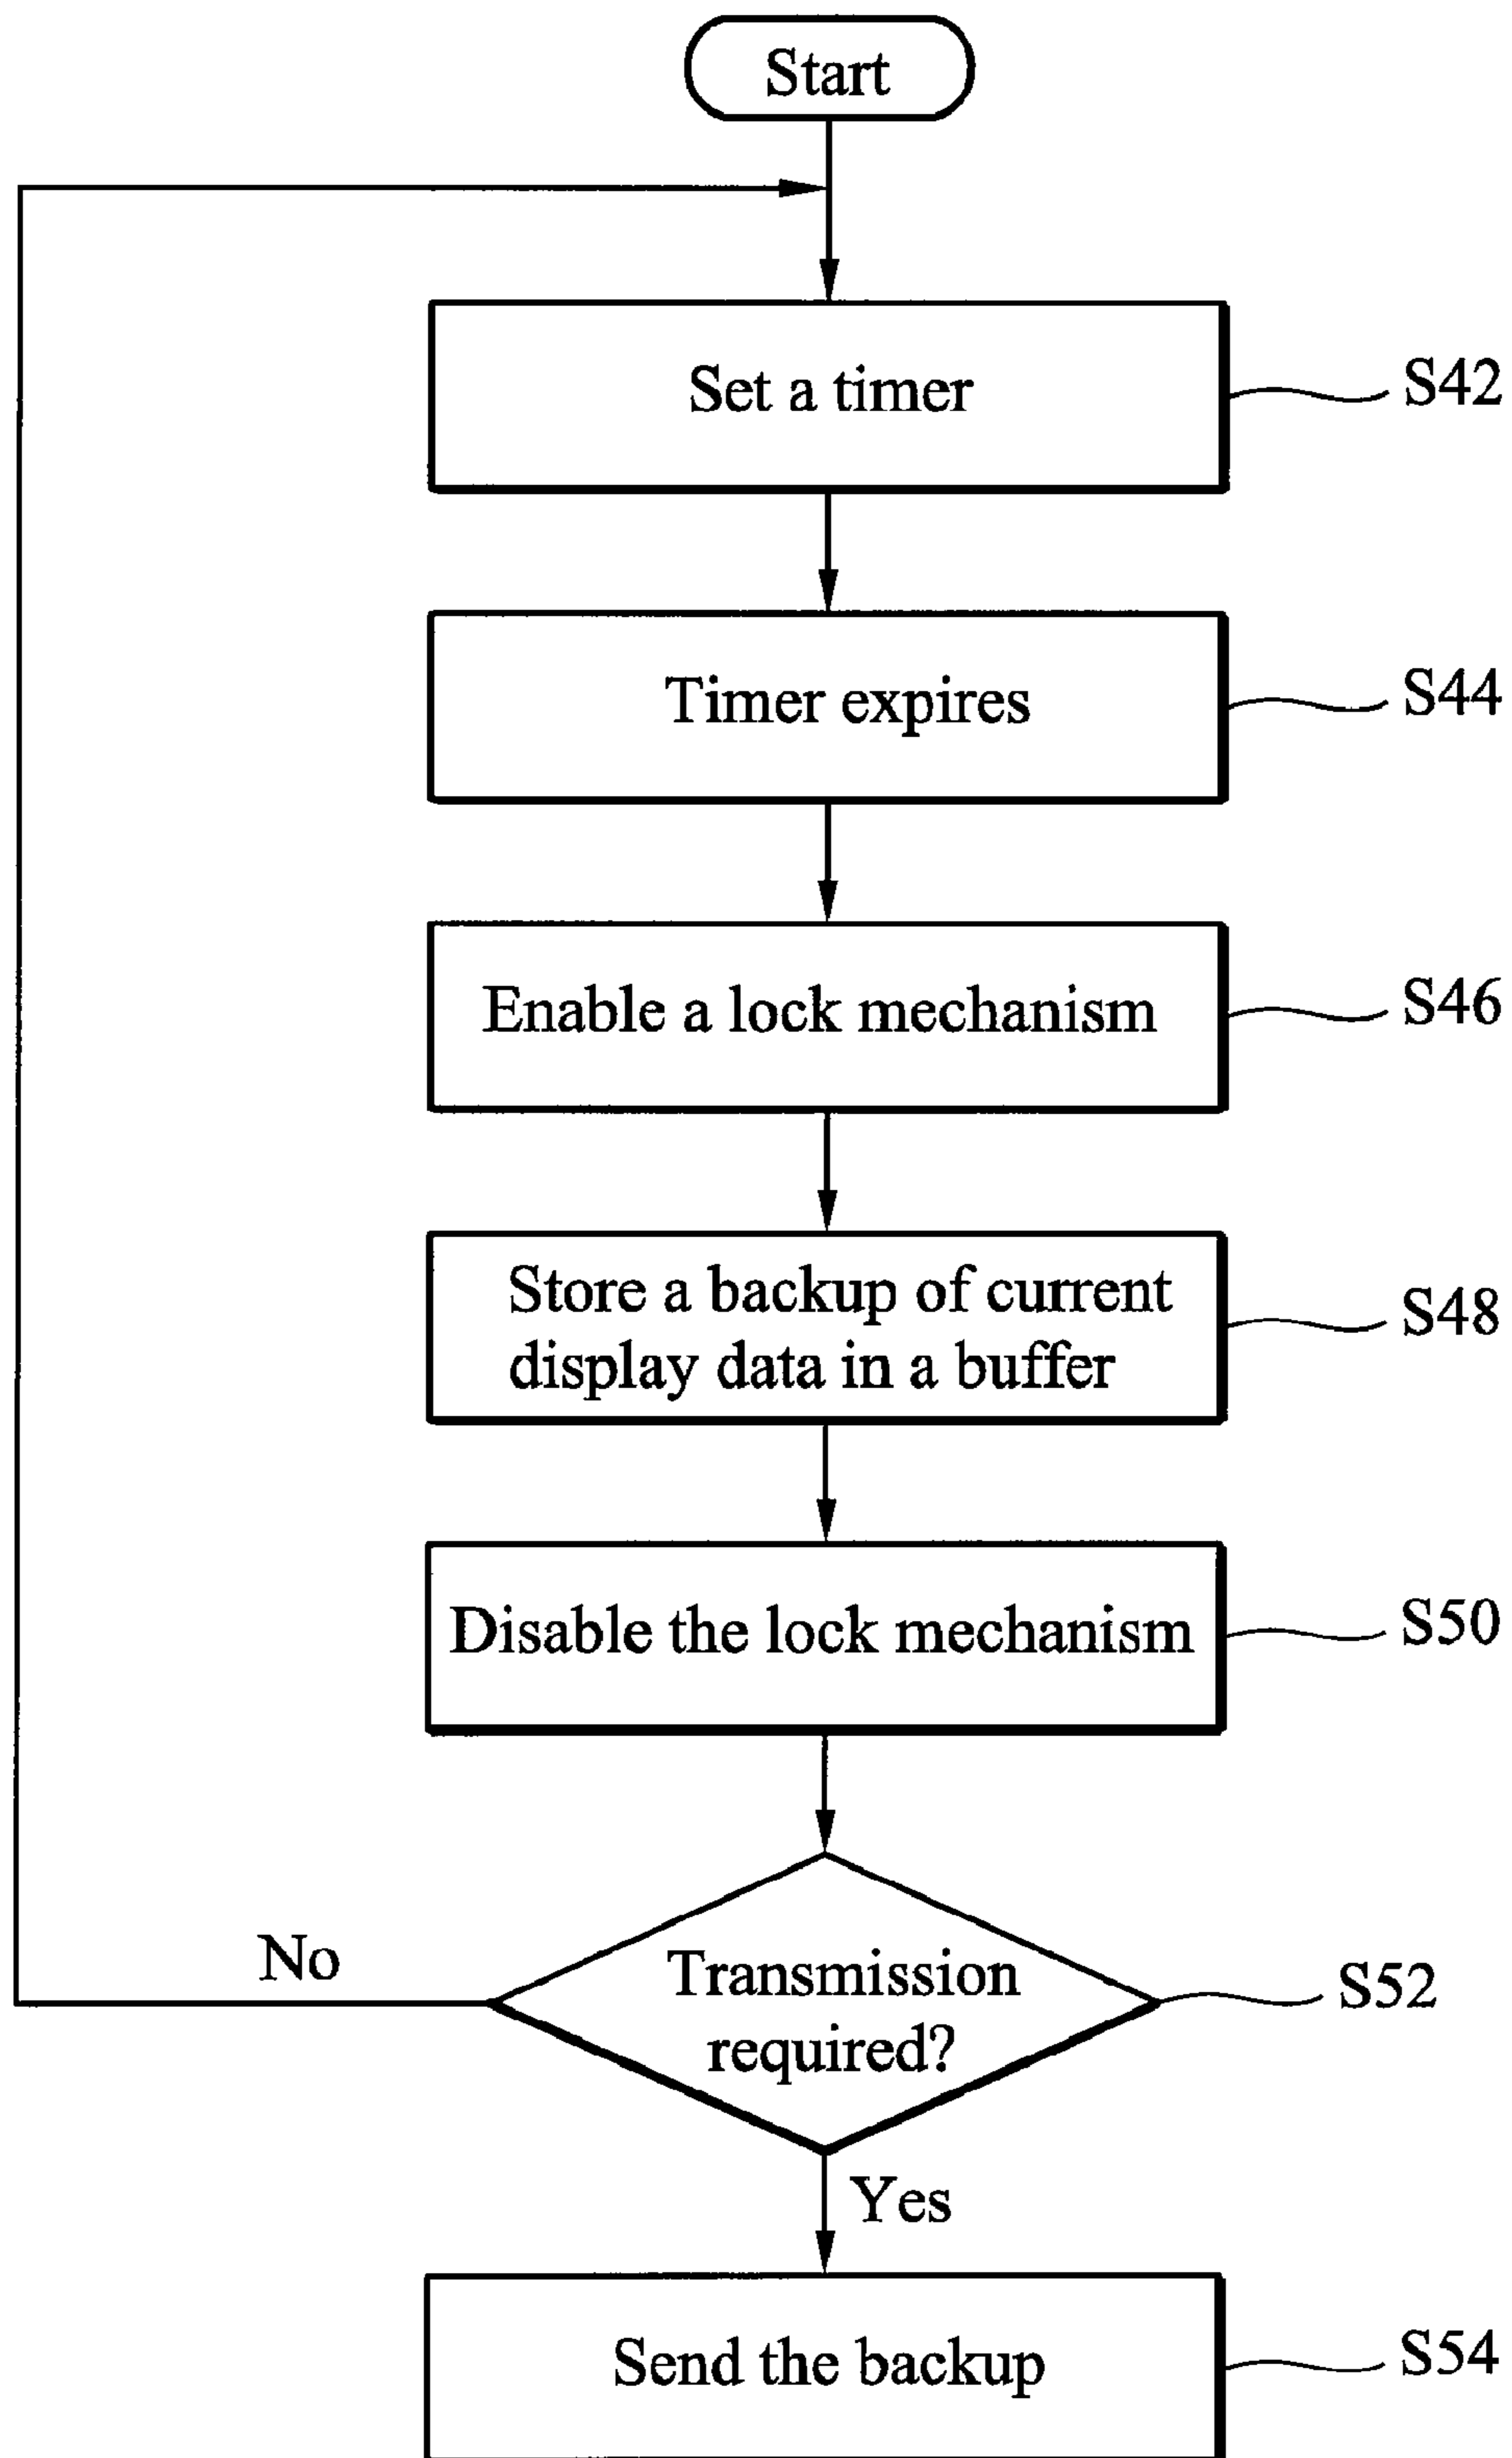 Start
Set a timer
S42
Timer expires
S44
Enable a lock mechanism
S46
Store a backup of current
display data in a buffer
S48
Disable the lock mechanism
S50
No
Transmission
required?
S52
Yes
Send the backup
S54